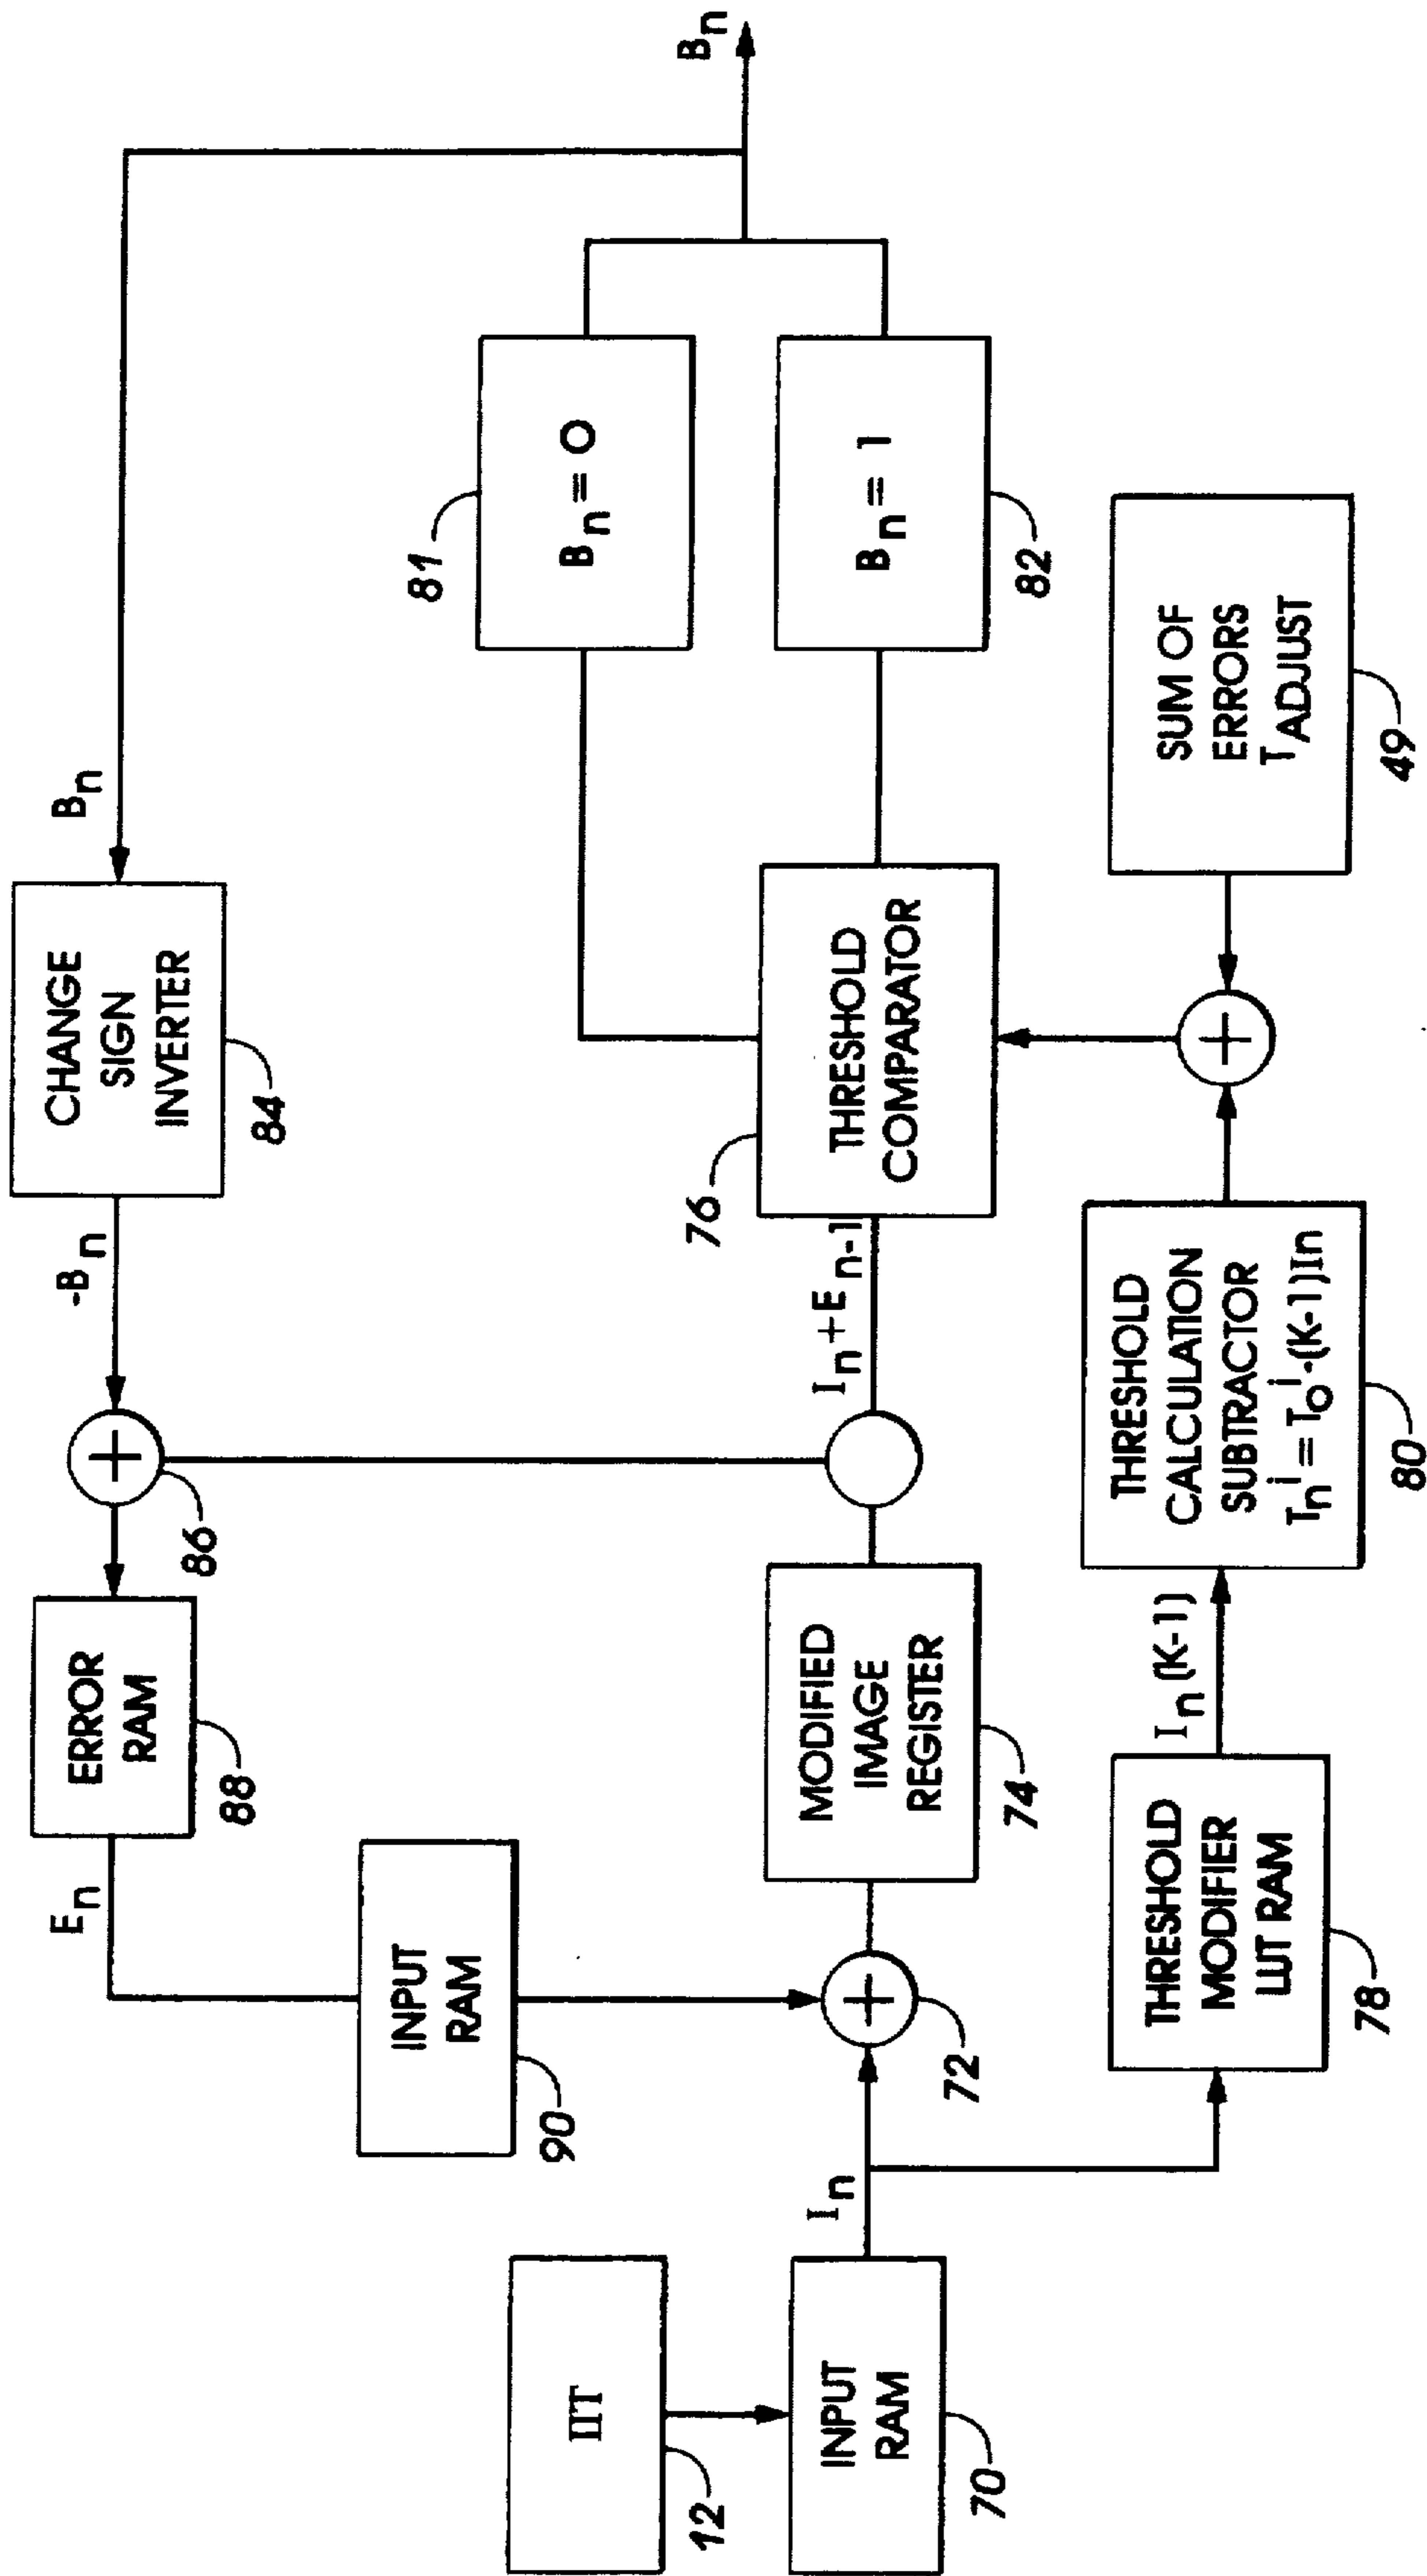 IIT
12
INPUT
RAM
70
I_n
72
INPUT
RAM
90
E_n
ERROR
RAM
88
86
-B_n
CHANGE
SIGN
INVERTER
84
B_n
MODIFIED
IMAGE
REGISTER
74
I_n+E_n-1
THRESHOLD
COMPARATOR
76
B_n=0
81
B_n=1
82
B_n
THRESHOLD
MODIFIER
LUT RAM
78
I_n(K-1)
THRESHOLD
CALCULATION
SUBTRACTOR
T_n^i=T_o^i-(K-1)In
80
SUM OF
ERRORS
T_ADJUST
49
+
+
+